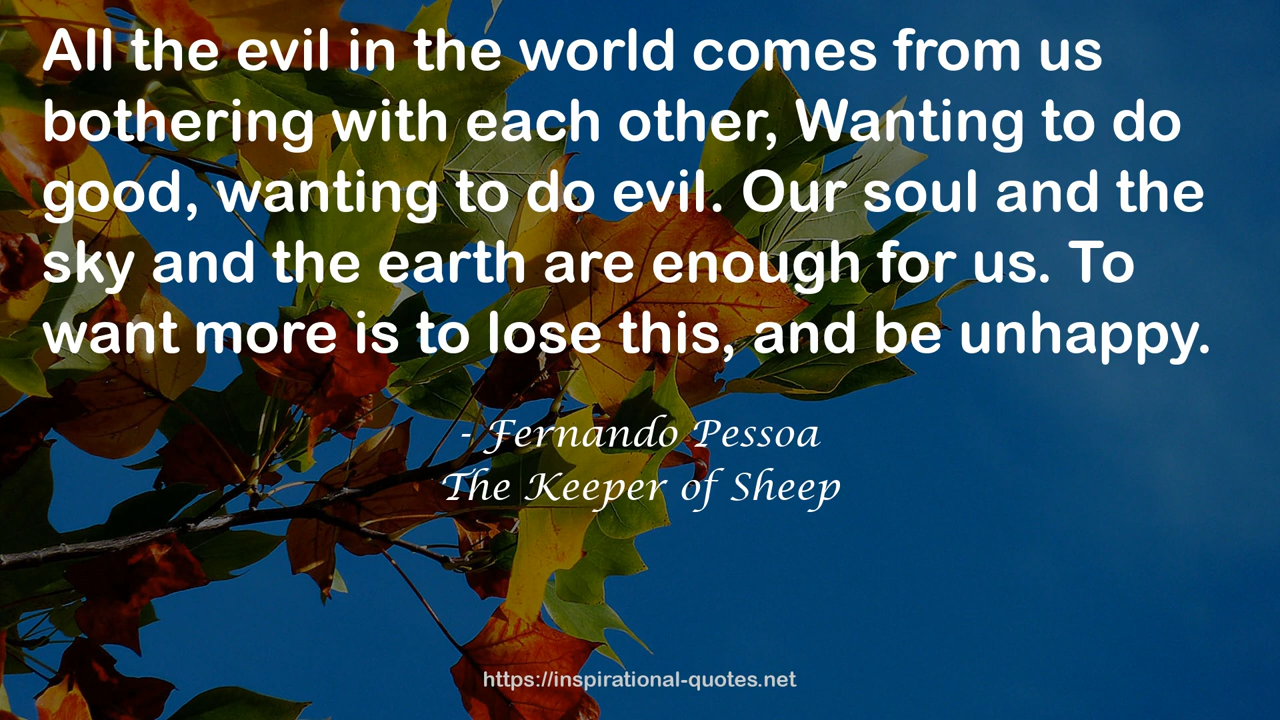 All the evil in the world comes from us
bothering with each other, Wanting to do
good, wanting to do evil. Our soul and the
sky and the earth are enough for us. To
want more is to lose this, and be unhappy.
- Fernando Pessoa
The Keeper of Sheep
https://inspirational-quotes.net